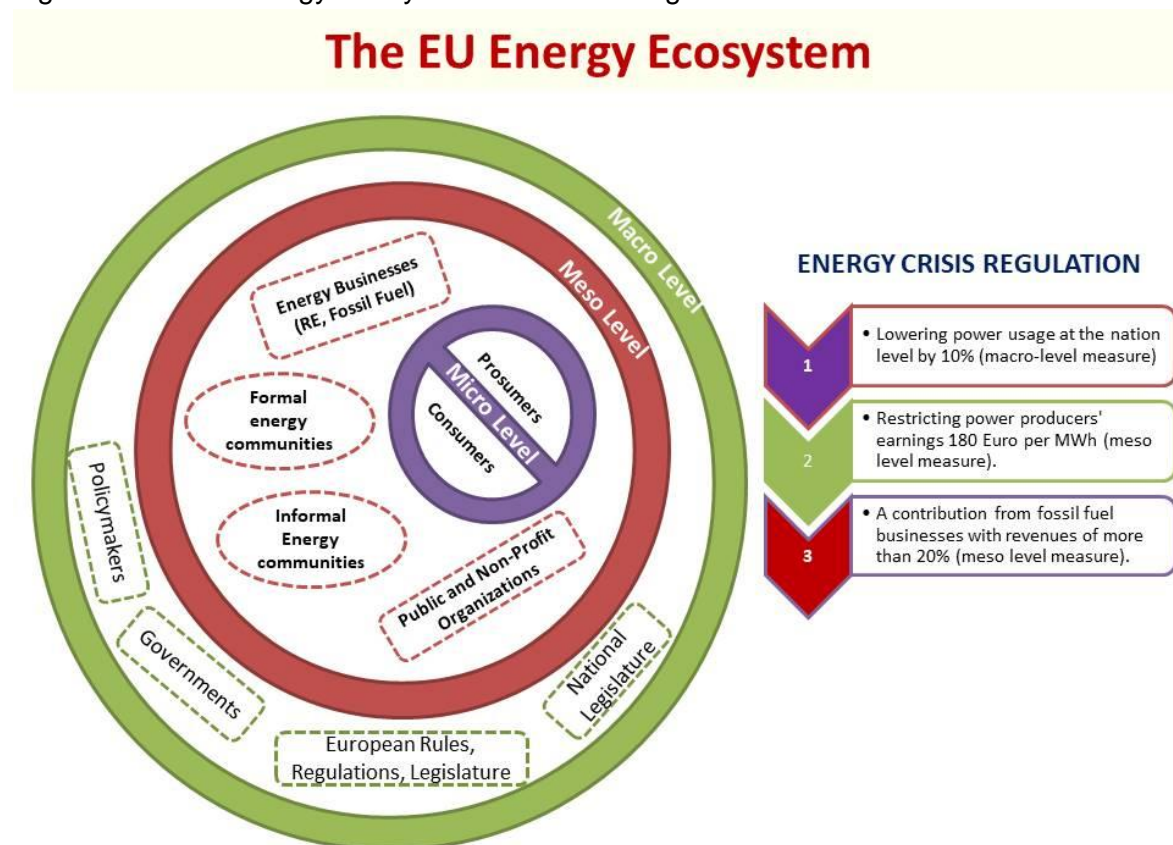 The EU Energy Ecosystem
Macro Level
Meso Level
Energy Businesses
(RE, Fossil Fuel)
Prosumers
Micro Level
Consumers
Formal
energy
communities
Informal
Energy
communities
Public and Non-Profit
Organizations
Policymakers
Governments
European Rules,
Regulations, Legislature
National
Legislature
ENERGY CRISIS REGULATION
1
• Lowering power usage at the nation
level by 10% (macro-level measure)
2
• Restricting power producers'
earnings 180 Euro per MWh (meso
level measure).
3
• A contribution from fossil fuel
businesses with revenues of more
than 20% (meso level measure).